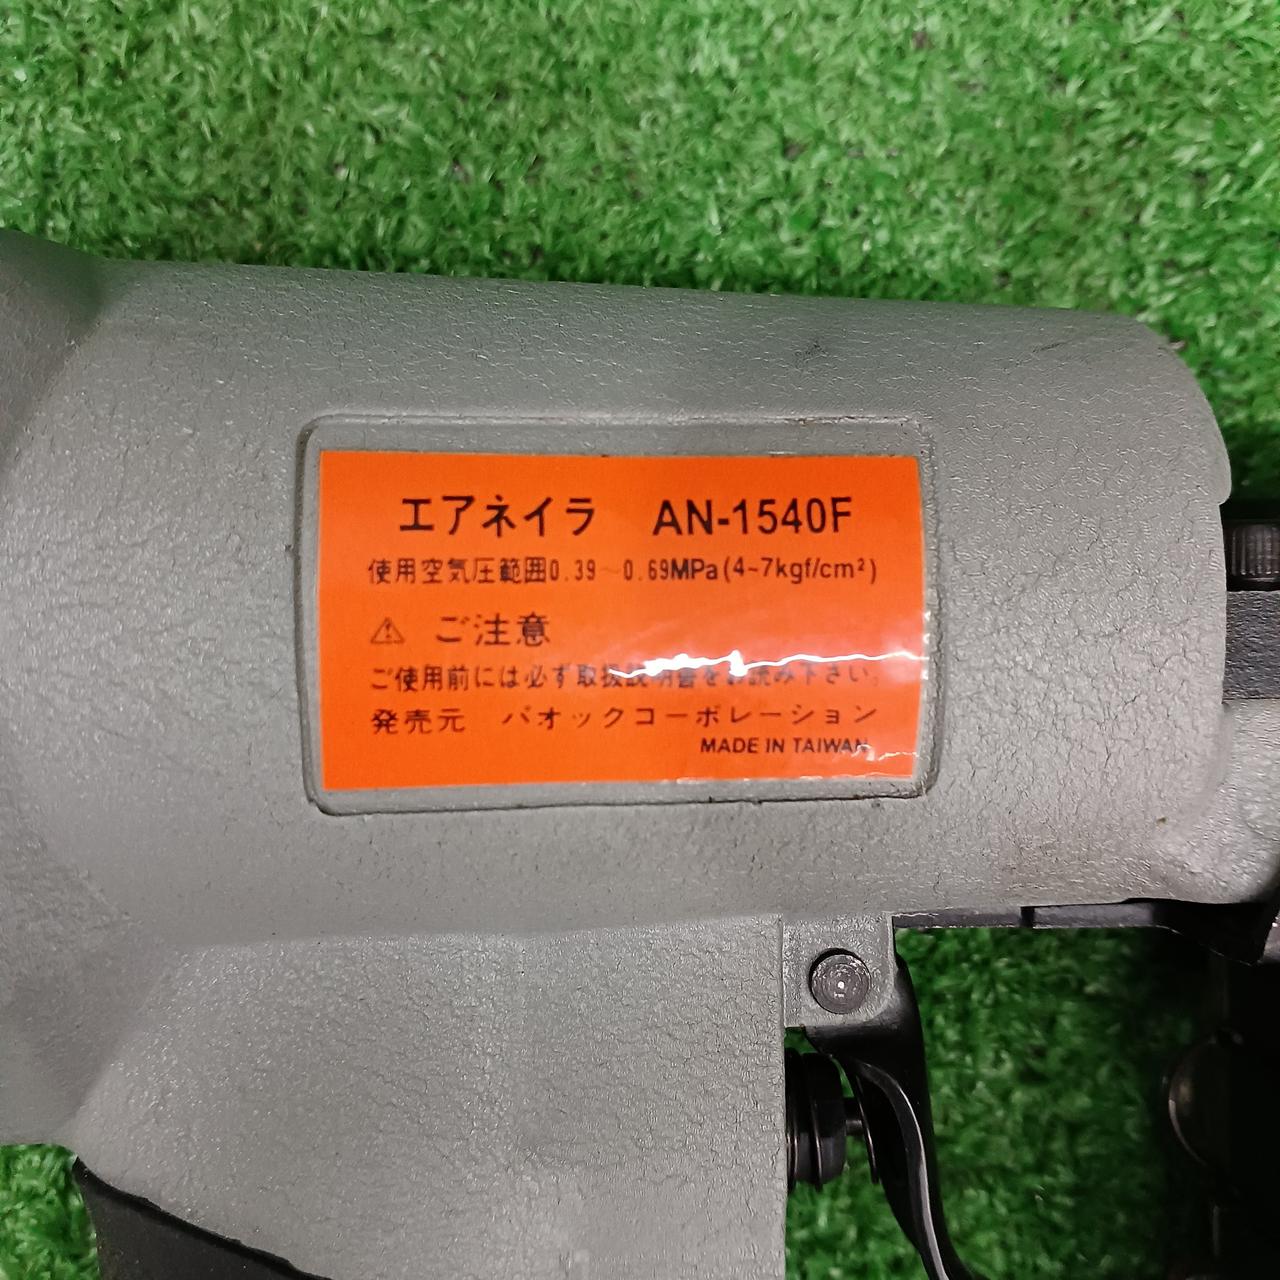 エアネイラ AN-1540F
使用空気圧範囲0.39~0.69MPa(4~7kgf/cm²)
⚠ ご注意
ご使用前には必ず取扱説明書をお読み下さい。
発売元 パオックコーポレーション
MADE IN TAIWAN